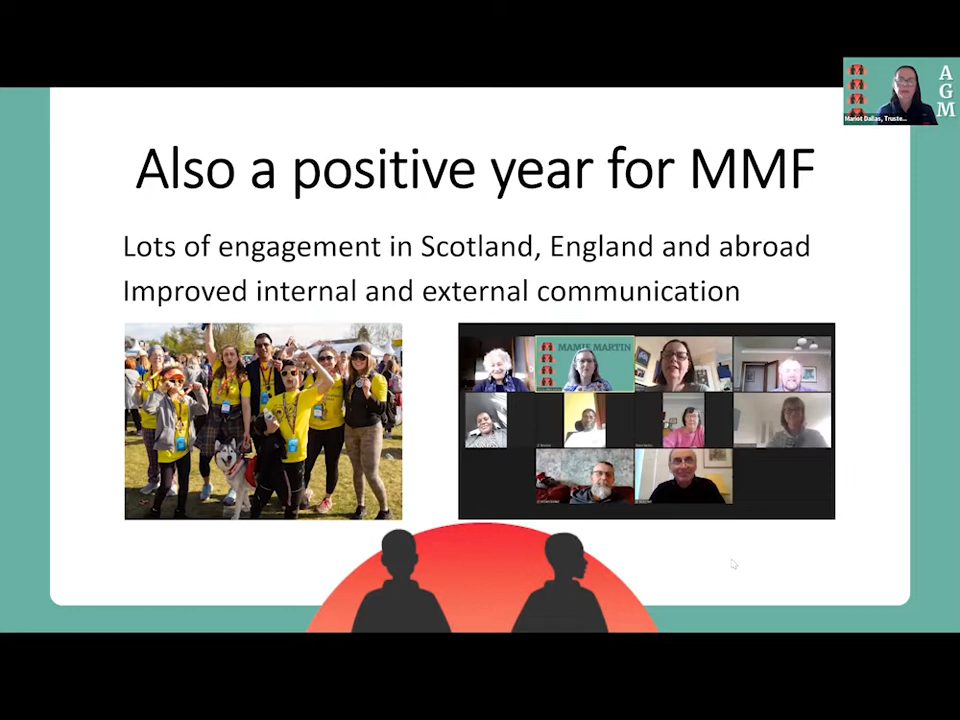 A
G
M
Mariot Dallas, Truste...
Also a positive year for MMF
Lots of engagement in Scotland, England and abroad
Improved internal and external communication
MAMIE MARTIN